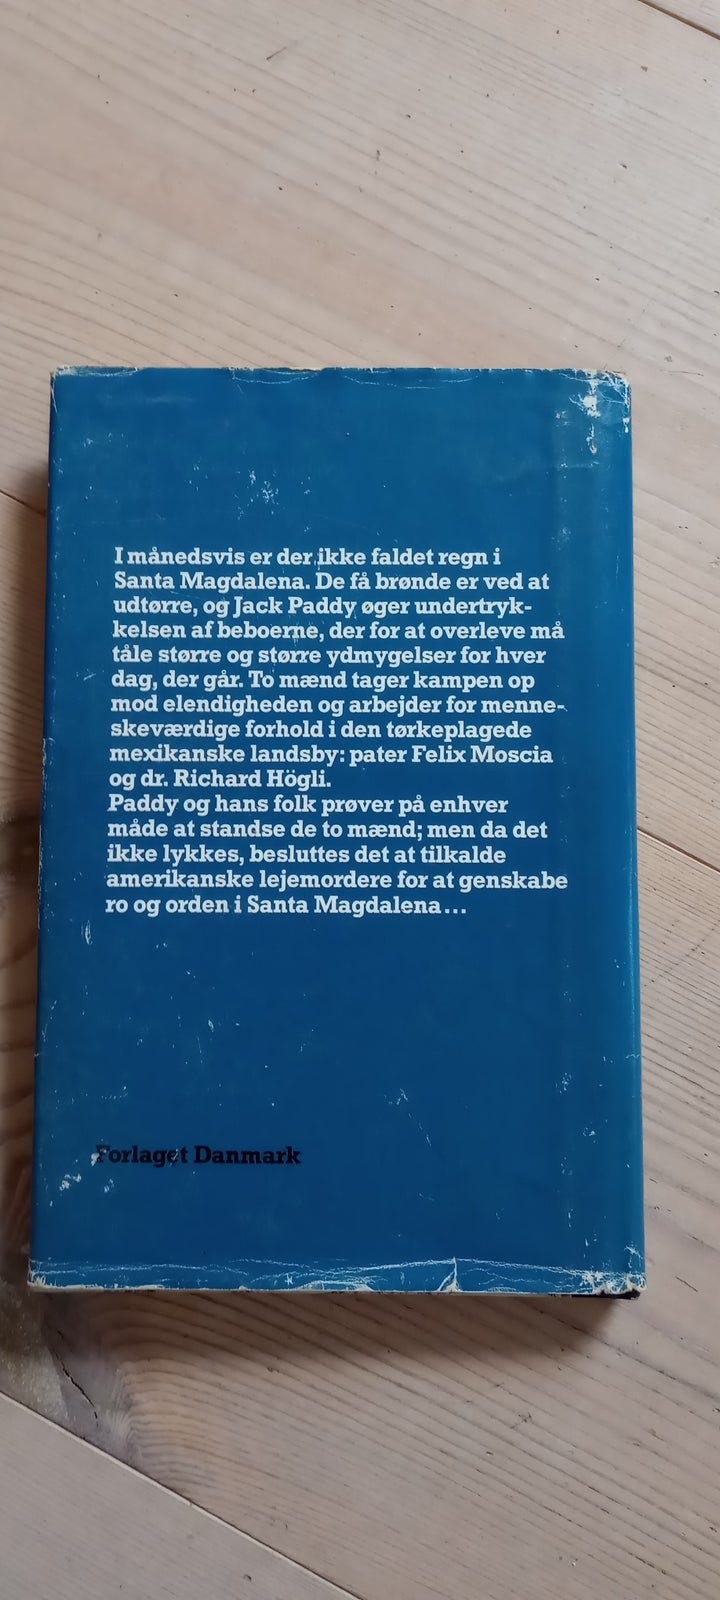 I månedsvis er der ikke faldet regn i
Santa Magdalena. De få brønde er ved at
udtørre, og Jack Paddy øger undertryk-
kelsen af beboerne, der for at overleve må
tåle større og større ydmygelser for hver
dag, der går. To mænd tager kampen op
mod elendigheden og arbejder for menne-
skeværdige forhold i den tørkeplagede
mexikanske landsby: pater Felix Moscia
og dr. Richard Högli.
Paddy og hans folk prøver på enhver
måde at standse de to mænd; men da det
ikke lykkes, besluttes det at tilkalde
amerikanske lejemordere for at genskabe
ro og orden i Santa Magdalena...
Forlaget Danmark